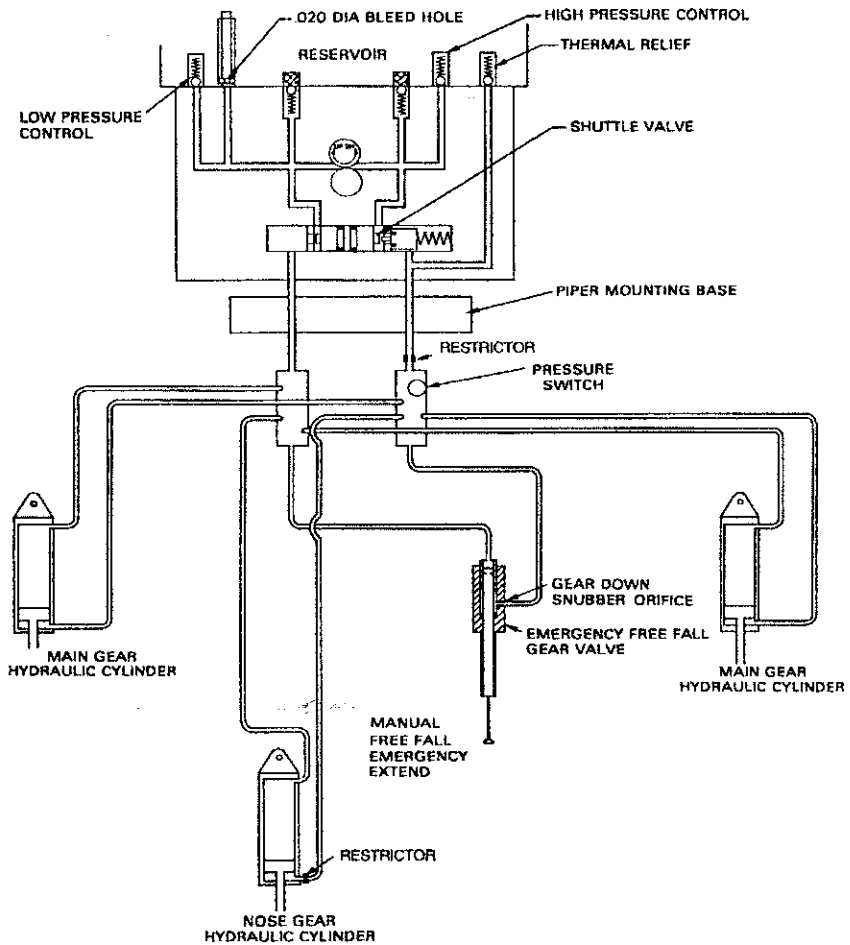 .020 DIA BLEED HOLE
HIGH PRESSURE CONTROL
RESERVOIR
THERMAL RELIEF
LOW PRESSURE
CONTROL
SHUTTLE VALVE
PIPER MOUNTING BASE
RESTRICTOR
PRESSURE
SWITCH
GEAR DOWN
SNUBBER ORIFICE
EMERGENCY FREE FALL
GEAR VALVE
MAIN GEAR
HYDRAULIC CYLINDER
MAIN GEAR
HYDRAULIC CYLINDER
MANUAL
FREE FALL
EMERGENCY
EXTEND
RESTRICTOR
NOSE GEAR
HYDRAULIC CYLINDER